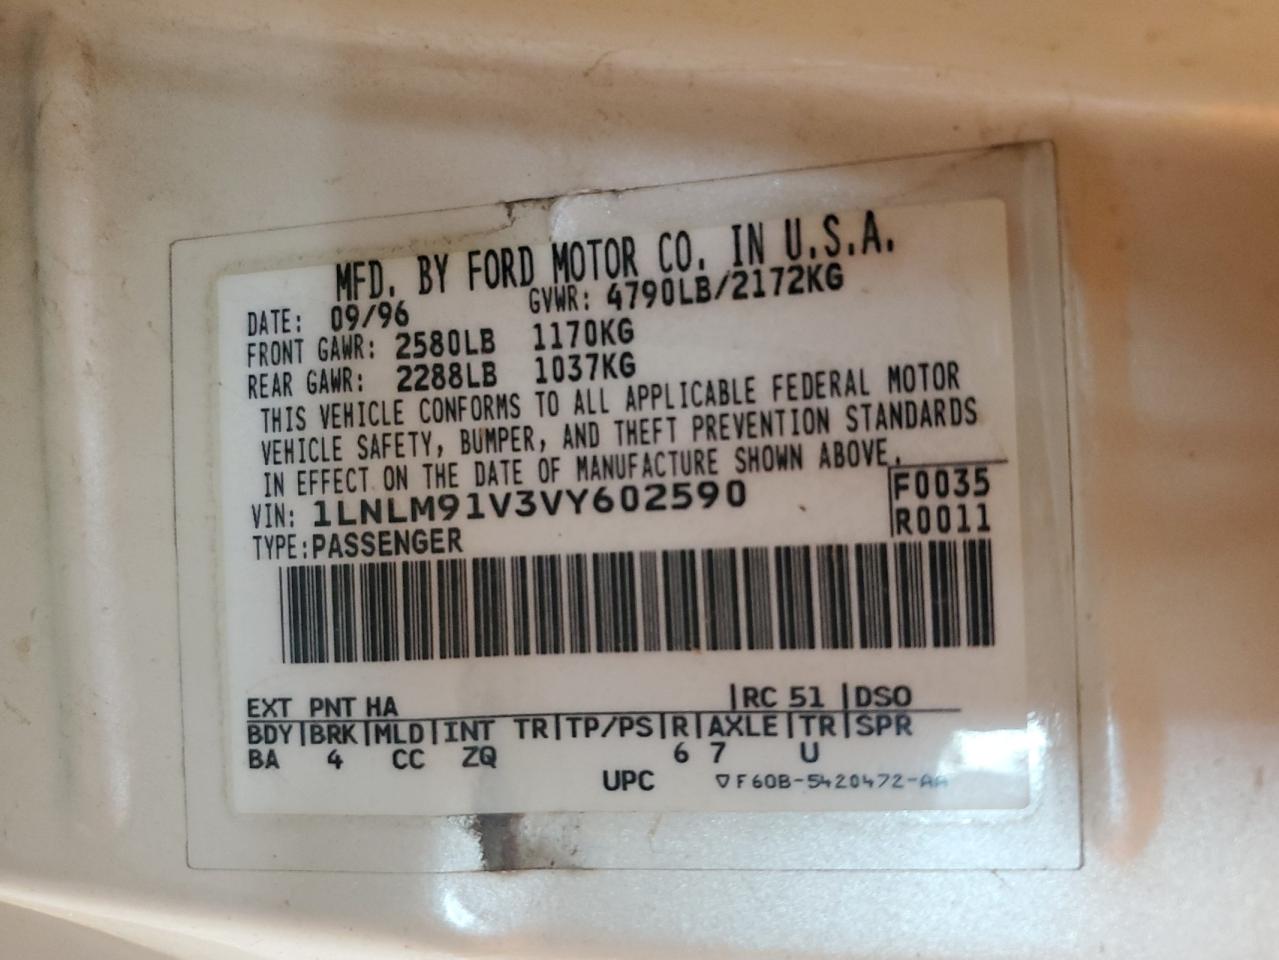 MFD. BY FORD MOTOR CO. IN U.S.A.
DATE: 09/96 GVWR: 4790LB/2172KG
FRONT GAWR: 2580LB 1170KG
REAR GAWR: 2288LB 1037KG
THIS VEHICLE CONFORMS TO ALL APPLICABLE FEDERAL MOTOR
VEHICLE SAFETY, BUMPER, AND THEFT PREVENTION STANDARDS
IN EFFECT ON THE DATE OF MANUFACTURE SHOWN ABOVE.
VIN: 1LNLM91V3VY602590 F0035
TYPE:PASSENGER R0011
EXT PNT HA |RC 51 |DSO
BDY|BRK|MLD|INT TR|TP/PS|R|AXLE|TR|SPR
BA 4 CC ZQ 6 7 U
UPC ▽F60B-5420472-AA